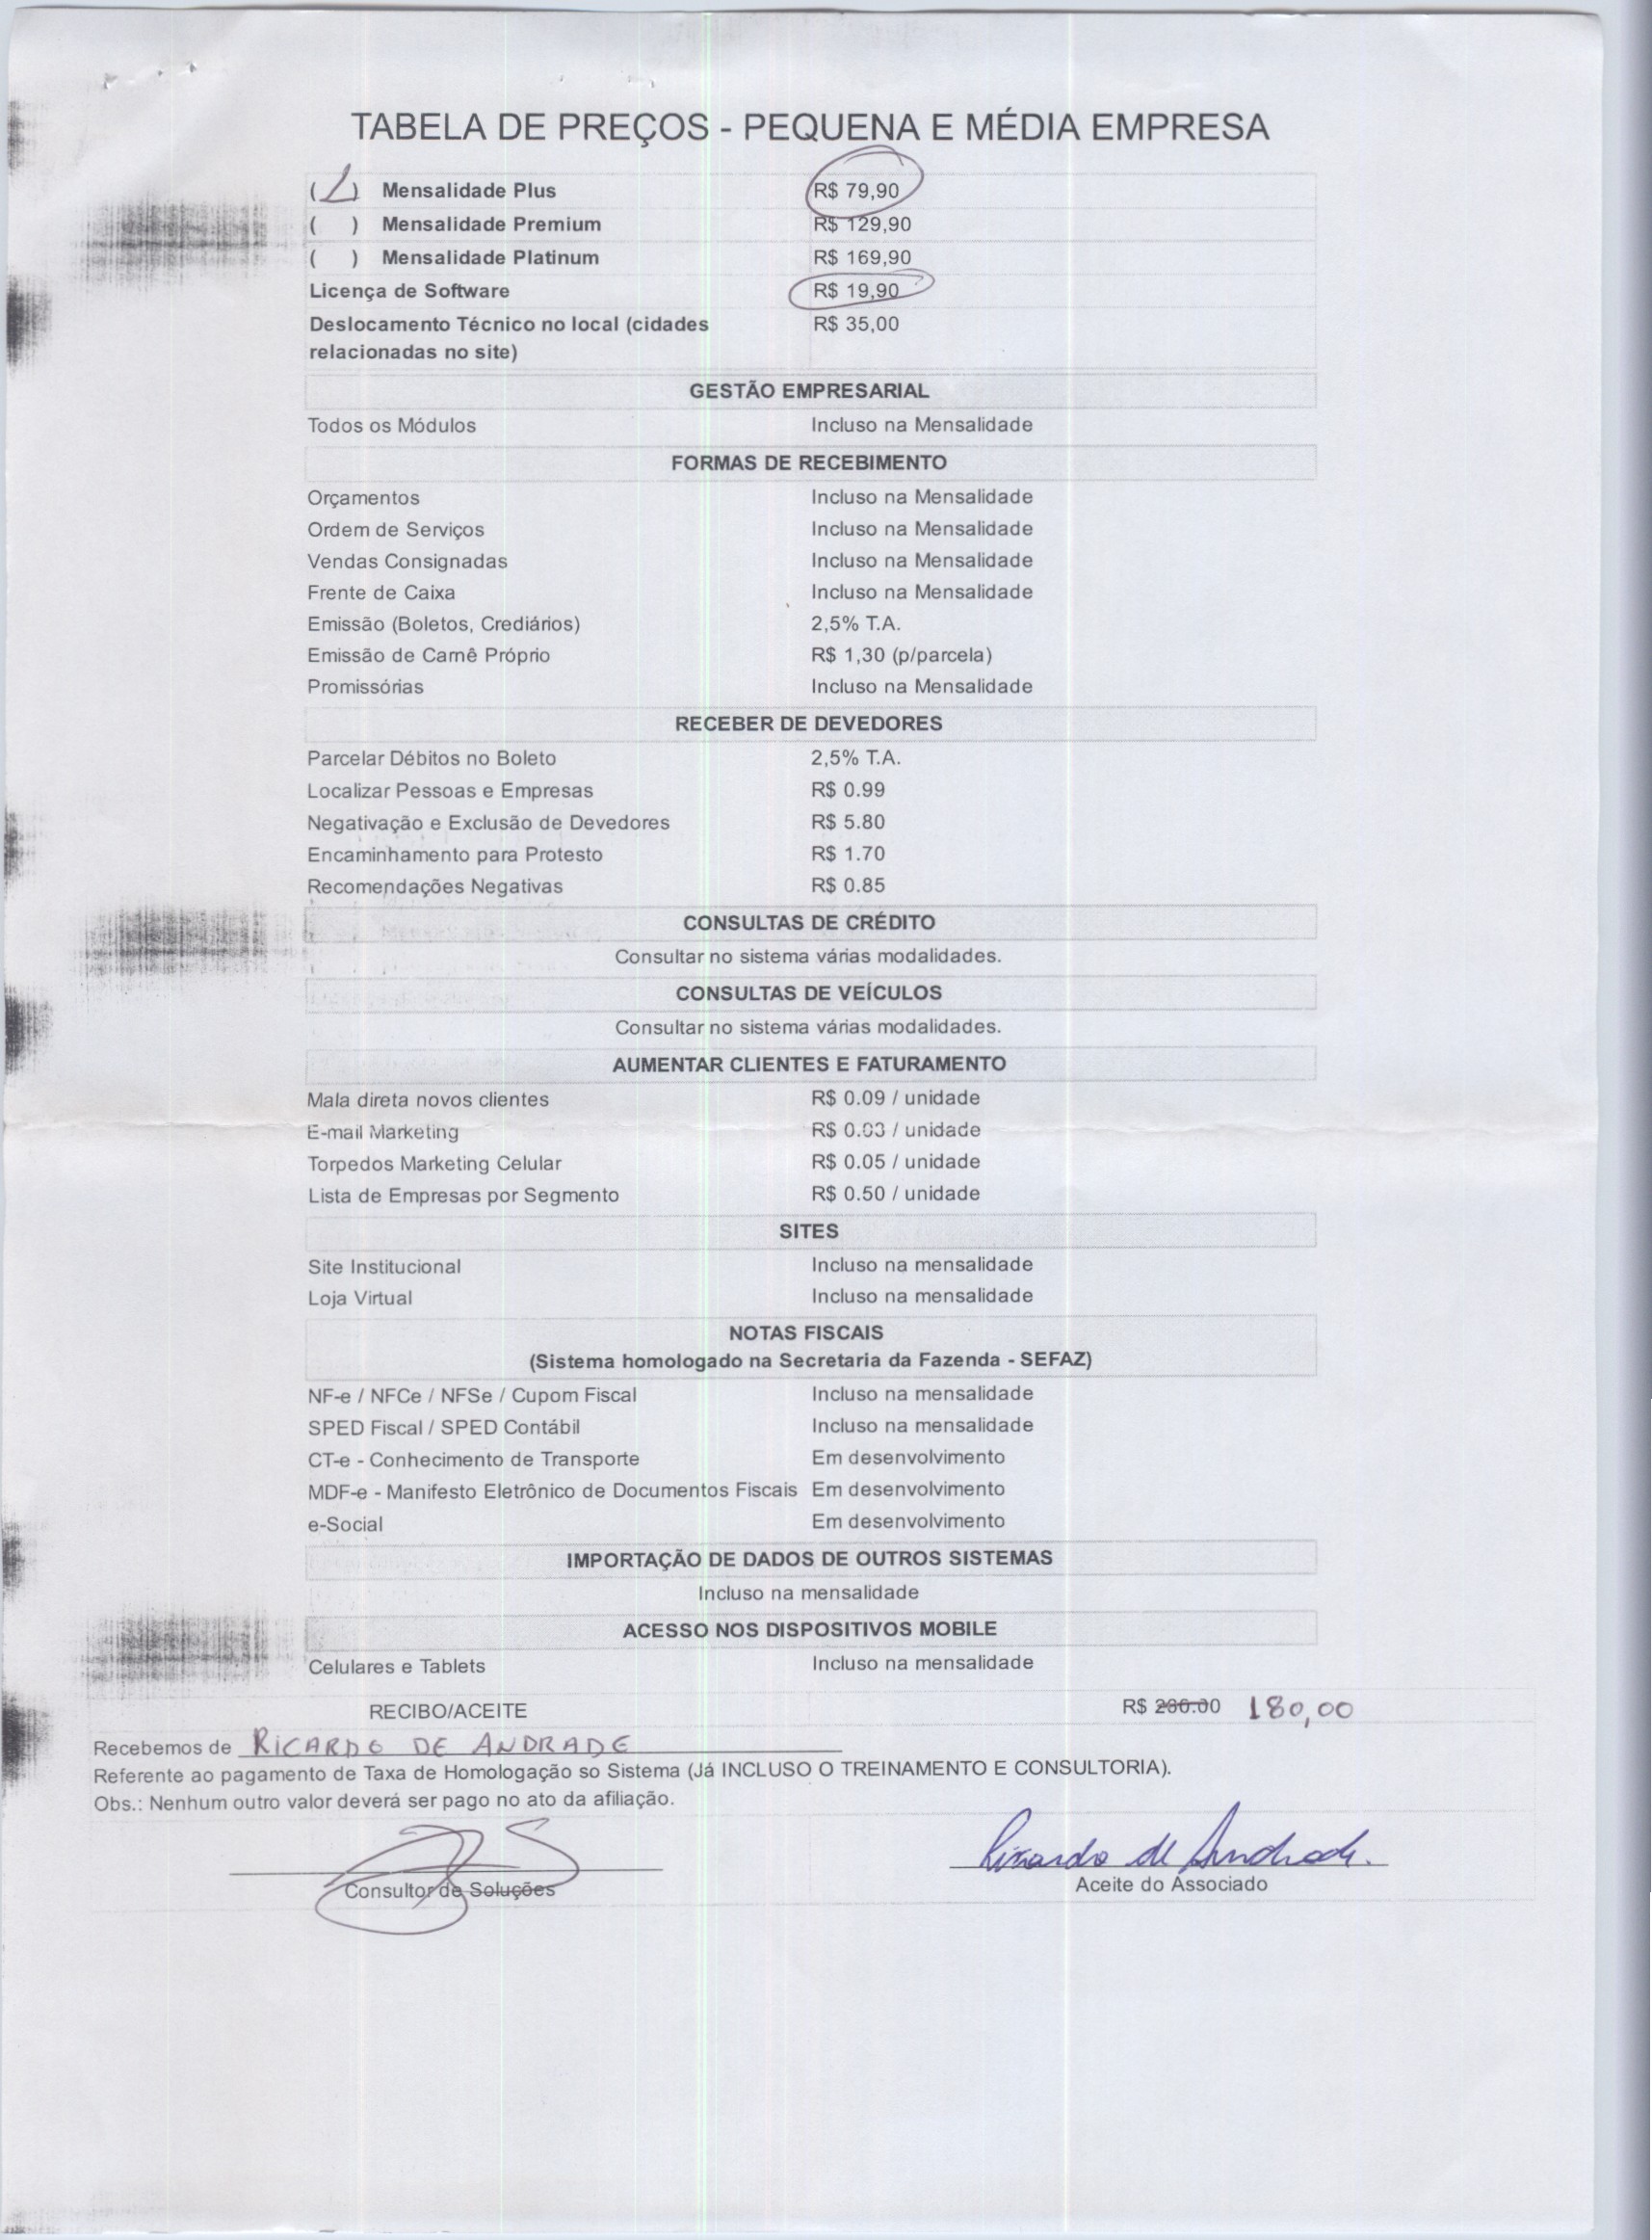 TABELA DE PREÇOS - PEQUENA E MÉDIA EMPRESA
( ) Mensalidade Plus R$ 79,90
( ) Mensalidade Premium R$ 129,90
( ) Mensalidade Platinum R$ 169,90
Licença de Software R$ 19,90
Deslocamento Técnico no local (cidades R$ 35,00
relacionadas no site)
GESTÃO EMPRESARIAL
Todos os Módulos Incluso na Mensalidade
FORMAS DE RECEBIMENTO
Orçamentos Incluso na Mensalidade
Ordem de Serviços Incluso na Mensalidade
Vendas Consignadas Incluso na Mensalidade
Frente de Caixa Incluso na Mensalidade
Emissão (Boletos, Crediários) 2,5% T.A.
Emissão de Carnê Próprio R$ 1,30 (p/parcela)
Promissórias Incluso na Mensalidade
RECEBER DE DEVEDORES
Parcelar Débitos no Boleto 2,5% T.A.
Localizar Pessoas e Empresas R$ 0.99
Negativação e Exclusão de Devedores R$ 5.80
Encaminhamento para Protesto R$ 1.70
Recomendações Negativas R$ 0.85
CONSULTAS DE CRÉDITO
Consultar no sistema várias modalidades.
CONSULTAS DE VEÍCULOS
Consultar no sistema várias modalidades.
AUMENTAR CLIENTES E FATURAMENTO
Mala direta novos clientes R$ 0.09 / unidade
E-mail Marketing R$ 0.03 / unidade
Torpedos Marketing Celular R$ 0.05 / unidade
Lista de Empresas por Segmento R$ 0.50 / unidade
SITES
Site Institucional Incluso na mensalidade
Loja Virtual Incluso na mensalidade
NOTAS FISCAIS
(Sistema homologado na Secretaria da Fazenda - SEFAZ)
NF-e / NFCe / NFSe / Cupom Fiscal Incluso na mensalidade
SPED Fiscal / SPED Contábil Incluso na mensalidade
CT-e - Conhecimento de Transporte Em desenvolvimento
MDF-e - Manifesto Eletrônico de Documentos Fiscais Em desenvolvimento
e-Social Em desenvolvimento
IMPORTAÇÃO DE DADOS DE OUTROS SISTEMAS
Incluso na mensalidade
ACESSO NOS DISPOSITIVOS MOBILE
Celulares e Tablets Incluso na mensalidade
RECIBO/ACEITE R$ 180,00
Recebemos de RICARDO DE ANDRADE
Referente ao pagamento de Taxa de Homologação so Sistema (Já INCLUSO O TREINAMENTO E CONSULTORIA).
Obs.: Nenhum outro valor deverá ser pago no ato da afiliação.
Ricardo de Andrade.
Consultor de Soluções Aceite do Associado